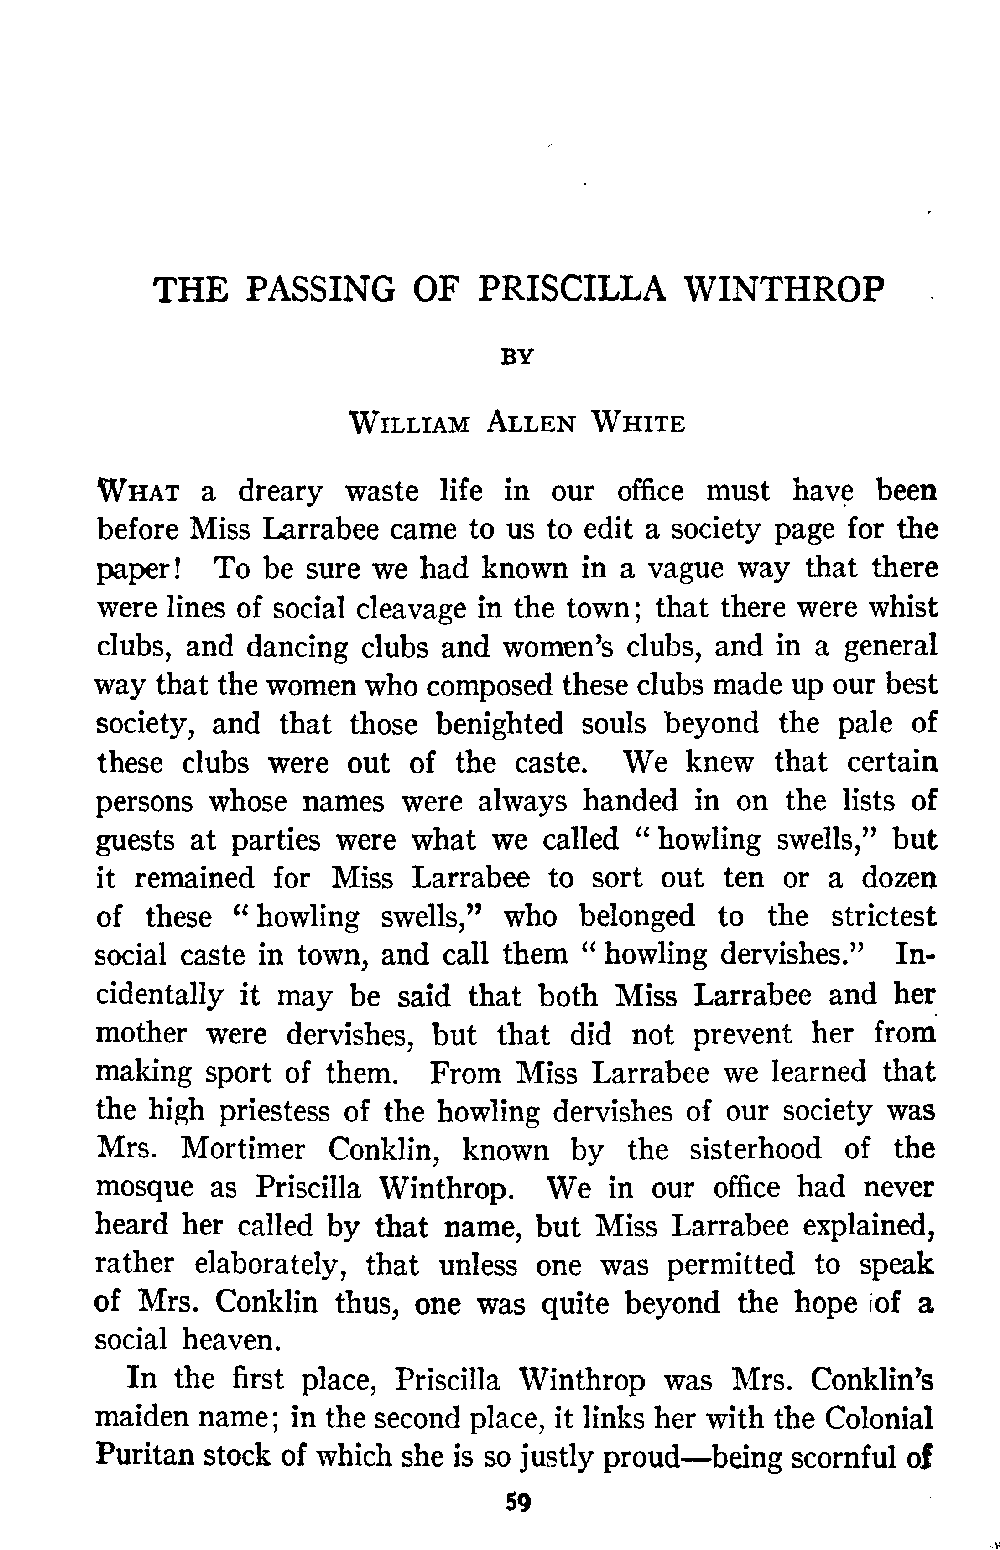 THE PASSING OF PRISCILLA WINTHROP
BY
WILLIAM ALLEN WHITE
WHAT a dreary waste life in our office must have been
before Miss Larrabee came to us to edit a society page for the
paper! To be sure we had known in a vague way that there
were lines of social cleavage in the town; that there were whist
clubs, and dancing clubs and women's clubs, and in a general
way that the women who composed these clubs made up our best
society, and that those benighted souls beyond the pale of
these clubs were out of the caste. We knew that certain
persons whose names were always handed in on the lists of
guests at parties were what we called "howling swells," but
it remained for Miss Larrabee to sort out ten or a dozen
of these "howling swells," who belonged to the strictest
social caste in town, and call them "howling dervishes." In-
cidentally it may be said that both Miss Larrabee and her
mother were dervishes, but that did not prevent her from
making sport of them. From Miss Larrabee we learned that
the high priestess of the howling dervishes of our society was
Mrs. Mortimer Conklin, known by the sisterhood of the
mosque as Priscilla Winthrop. We in our office had never
heard her called by that name, but Miss Larrabee explained,
rather elaborately, that unless one was permitted to speak
of Mrs. Conklin thus, one was quite beyond the hope of a
social heaven.
In the first place, Priscilla Winthrop was Mrs. Conklin's
maiden name; in the second place, it links her with the Colonial
Puritan stock of which she is so justly proud—being scornful of
59